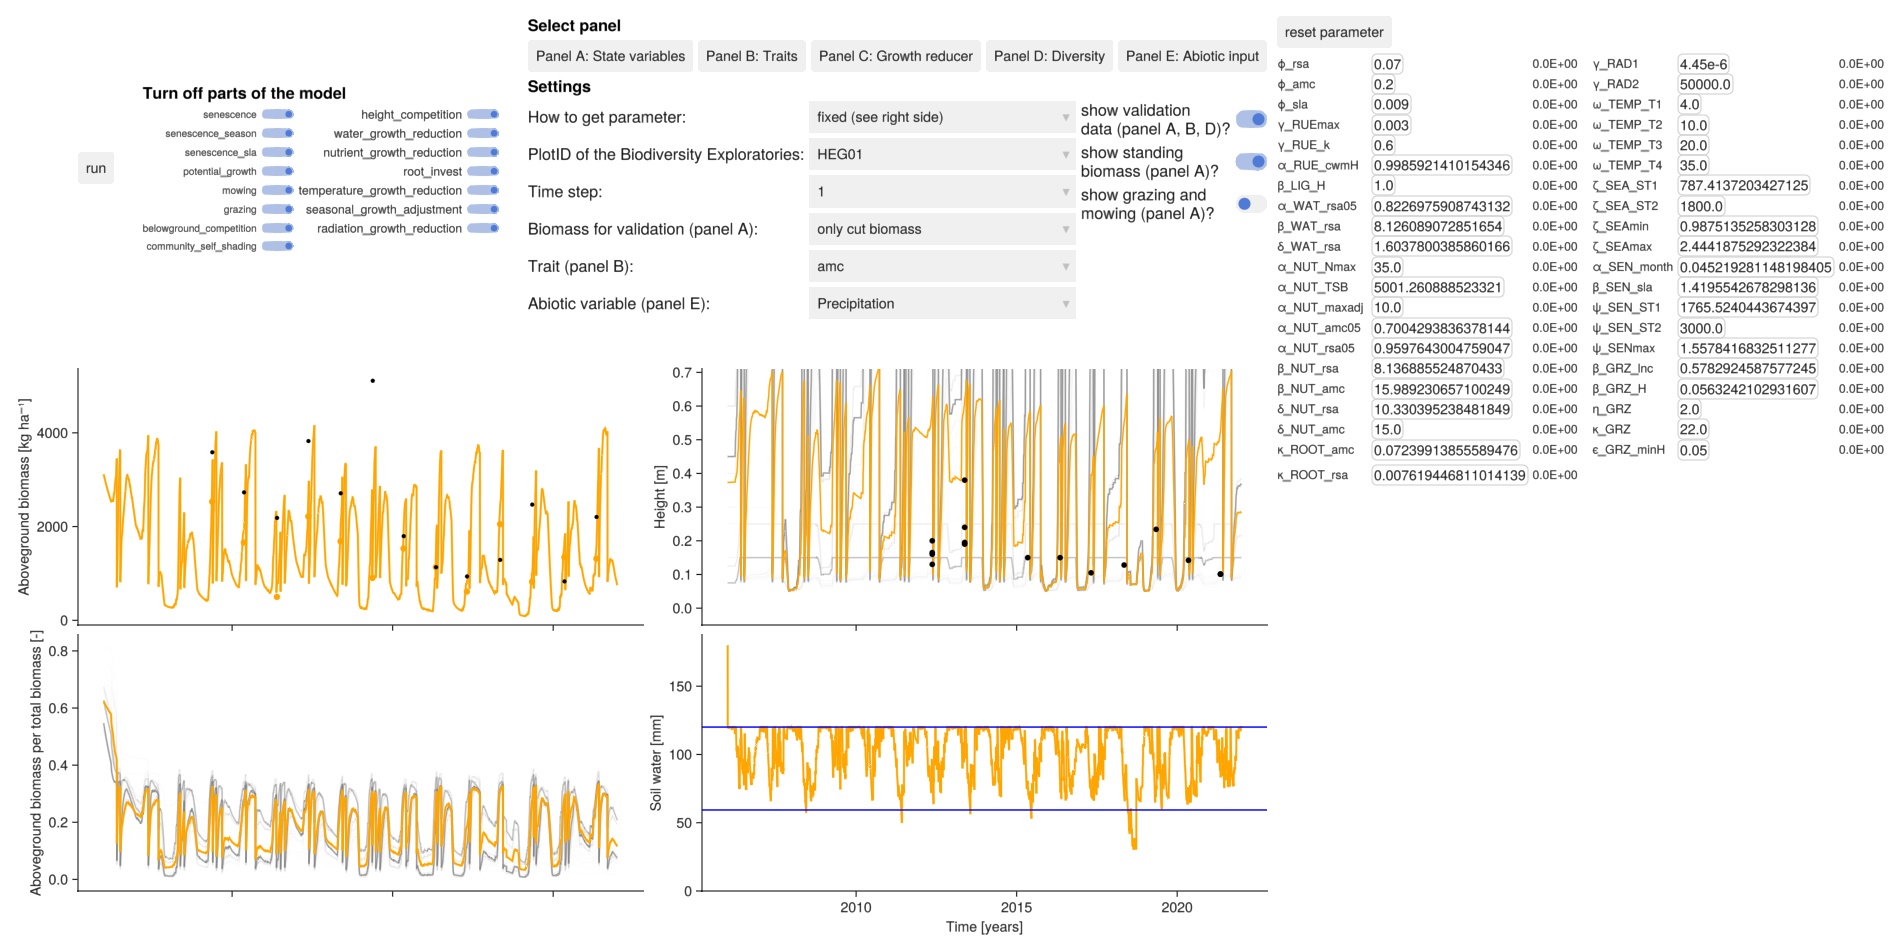 Select panel
Panel A: State variables
Panel B: Traits
Panel C: Growth reducer
Panel D: Diversity
Panel E: Abiotic input
Turn off parts of the model
senescence
height_competition
senescence_season
water_growth_reduction
senescence_sla
nutrient_growth_reduction
potential_growth
root_invest
mowing
temperature_growth_reduction
grazing
seasonal_growth_adjustment
belowground_competition
radiation_growth_reduction
community_self_shading
run
Settings
How to get parameter:
fixed (see right side)
PlotID of the Biodiversity Exploratories:
HEG01
Time step:
1
Biomass for validation (panel A):
only cut biomass
Trait (panel B):
amc
Abiotic variable (panel E):
Precipitation
show validation
data (panel A, B, D)?
show standing
biomass (panel A)?
show grazing and
mowing (panel A)?
reset parameter
ϕ_rsa 0.07 0.0E+00
ϕ_amc 0.2 0.0E+00
ϕ_sla 0.009 0.0E+00
γ_RUEmax 0.003 0.0E+00
γ_RUE_k 0.6 0.0E+00
α_RUE_cwmH 0.9985921410154346 0.0E+00
β_LIG_H 1.0 0.0E+00
α_WAT_rsa05 0.8226975908743132 0.0E+00
β_WAT_rsa 8.126089072851654 0.0E+00
δ_WAT_rsa 1.6037800385860166 0.0E+00
α_NUT_Nmax 35.0 0.0E+00
α_NUT_TSB 5001.260888523321 0.0E+00
α_NUT_maxadj 10.0 0.0E+00
α_NUT_amc05 0.7004293836378144 0.0E+00
α_NUT_rsa05 0.9597643004759047 0.0E+00
β_NUT_rsa 8.136885524870433 0.0E+00
β_NUT_amc 15.989230657100249 0.0E+00
δ_NUT_rsa 10.330395238481849 0.0E+00
δ_NUT_amc 15.0 0.0E+00
κ_ROOT_amc 0.07239913855589476 0.0E+00
κ_ROOT_rsa 0.007619446811014139 0.0E+00
γ_RAD1 4.45e-6 0.0E+00
γ_RAD2 50000.0 0.0E+00
ω_TEMP_T1 4.0 0.0E+00
ω_TEMP_T2 10.0 0.0E+00
ω_TEMP_T3 20.0 0.0E+00
ω_TEMP_T4 35.0 0.0E+00
ζ_SEA_ST1 787.4137203427125 0.0E+00
ζ_SEA_ST2 1800.0 0.0E+00
ζ_SEAmin 0.9875135258303128 0.0E+00
ζ_SEAmax 2.4441875292322384 0.0E+00
α_SEN_month 0.045219281148198405 0.0E+00
β_SEN_sla 1.4195542678298136 0.0E+00
ψ_SEN_ST1 1765.5240443674397 0.0E+00
ψ_SEN_ST2 3000.0 0.0E+00
ψ_SENmax 1.5578416832511277 0.0E+00
β_GRZ_lnc 0.5782924587577245 0.0E+00
β_GRZ_H 0.0563242102931607 0.0E+00
η_GRZ 2.0 0.0E+00
κ_GRZ 22.0 0.0E+00
ϵ_GRZ_minH 0.05 0.0E+00
Aboveground biomass [kg ha⁻¹]
4000
2000
0
Height [m]
0.7
0.6
0.5
0.4
0.3
0.2
0.1
0.0
Aboveground biomass per total biomass [-]
0.8
0.6
0.4
0.2
0.0
Soil water [mm]
150
100
50
0
2010
2015
2020
Time [years]